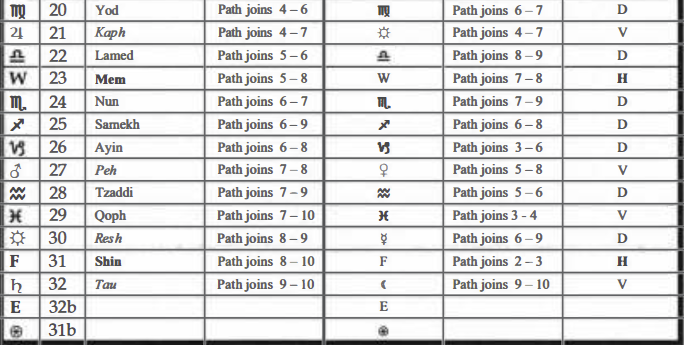 ♍ 20 Yod Path joins 4 – 6 ♍ Path joins 6 – 7 D
♃ 21 Kaph Path joins 4 – 7 ☼ Path joins 4 – 7 V
♎ 22 Lamed Path joins 5 – 6 ♎ Path joins 8 – 9 D
W 23 Mem Path joins 5 – 8 W Path joins 7 – 8 H
♏ 24 Nun Path joins 6 – 7 ♏ Path joins 7 – 9 D
♐ 25 Samekh Path joins 6 – 9 ♐ Path joins 6 – 8 D
♑ 26 Ayin Path joins 6 – 8 ♑ Path joins 3 – 6 D
♂ 27 Peh Path joins 7 – 8 ♀ Path joins 5 – 8 V
♒ 28 Tzaddi Path joins 7 – 9 ♒ Path joins 5 – 6 D
♓ 29 Qoph Path joins 7 – 10 ♓ Path joins 3 - 4 V
☼ 30 Resh Path joins 8 – 9 ☿ Path joins 6 – 9 D
F 31 Shin Path joins 8 – 10 F Path joins 2 – 3 H
♄ 32 Tau Path joins 9 – 10 ☾ Path joins 9 – 10 V
E 32b E
31b